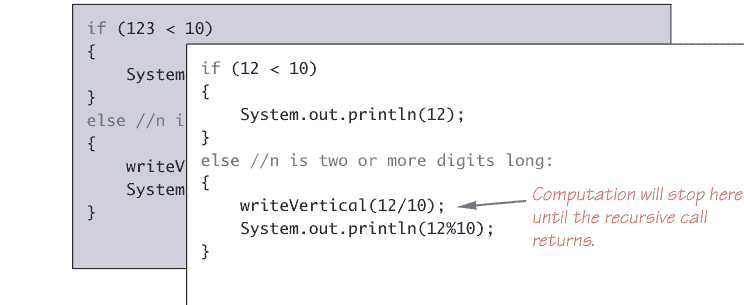 if (123 < 10)
{
System
}
else //n i
{
writeV
System
}
if (12 < 10)
{
System.out.println(12);
}
else //n is two or more digits long:
{
writeVertical(12/10);
System.out.println(12%10);
}
Computation will stop here
until the recursive call
returns.